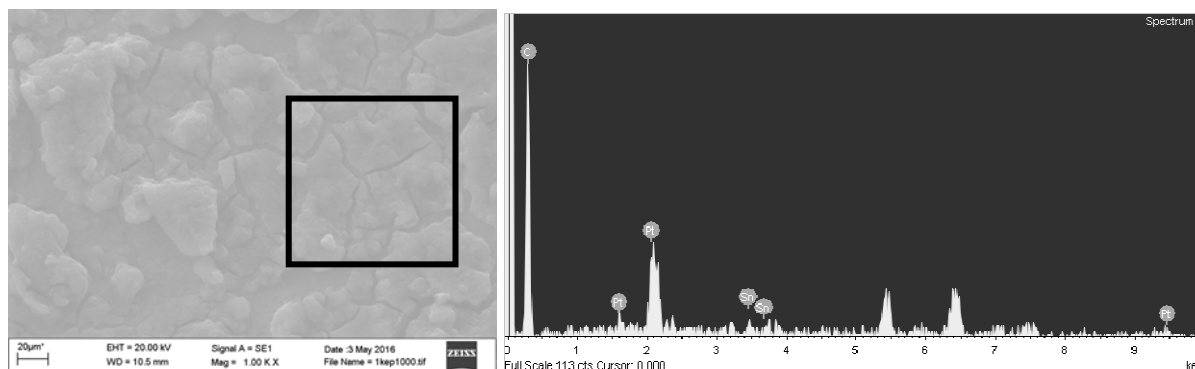 20µm*
EHT = 20.00 kV
WD = 10.5 mm
Signal A = SE1
Mag = 1.00 K X
Date :3 May 2016
File Name = 1kep1000.tif
ZEISS
Spectrum
C
Pt
Pt
Sn
Sn
Pt
0 1 2 3 4 5 6 7 8 9
Full Scale 113 cts Cursor: 0.000
ke